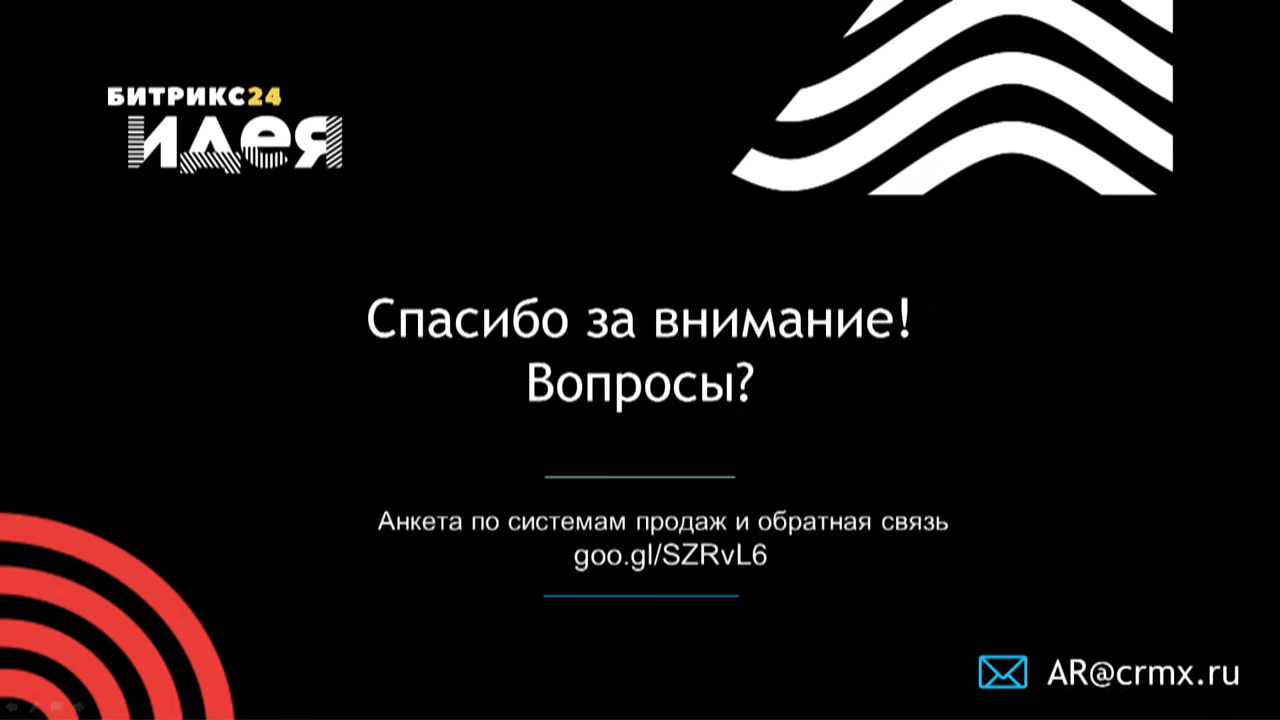 БИТРИКС24
идея
Спасибо за внимание!
Вопросы?
Анкета по системам продаж и обратная связь
goo.gl/SZRvL6
AR@crmx.ru